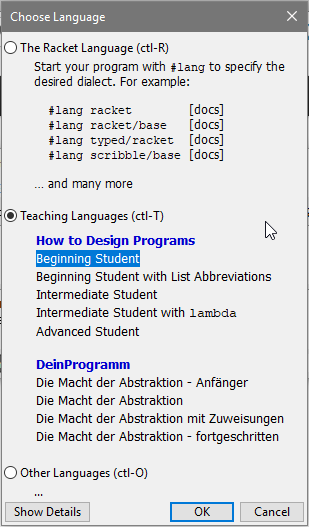 Choose Language
The Racket Language (ctl-R)
Start your program with #lang to specify the
desired dialect. For example:
#lang racket [docs]
#lang racket/base [docs]
#lang typed/racket [docs]
#lang scribble/base [docs]
... and many more
Teaching Languages (ctl-T)
How to Design Programs
Beginning Student
Beginning Student with List Abbreviations
Intermediate Student
Intermediate Student with lambda
Advanced Student
DeinProgramm
Die Macht der Abstraktion - Anfänger
Die Macht der Abstraktion
Die Macht der Abstraktion mit Zuweisungen
Die Macht der Abstraktion - fortgeschritten
Other Languages (ctl-O)
...
Show Details OK Cancel